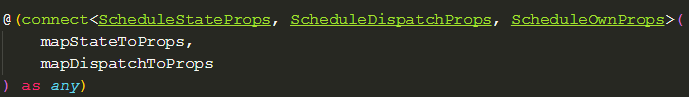 @(connect<ScheduleStateProps, ScheduleDispatchProps, ScheduleOwnProps>(
    mapStateToProps,
    mapDispatchToProps
) as any)